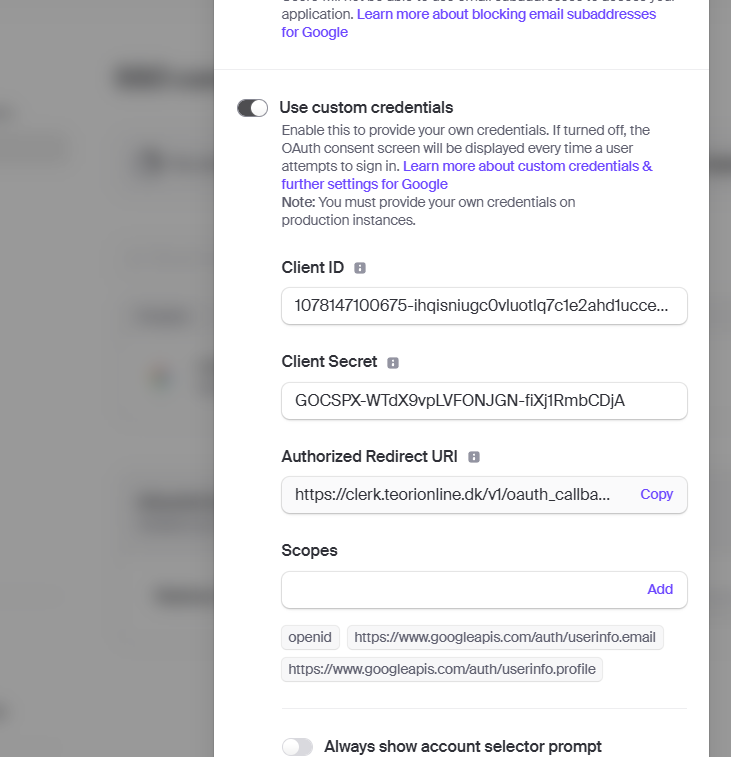 application. Learn more about blocking email subaddresses
for Google
Use custom credentials
Enable this to provide your own credentials. If turned off, the
OAuth consent screen will be displayed every time a user
attempts to sign in. Learn more about custom credentials &
further settings for Google
Note: You must provide your own credentials on
production instances.
Client ID
1078147100675-ihqisniugc0vluotlq7c1e2ahd1ucce...
Client Secret
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
Authorized Redirect URI
https://clerk.teorionline.dk/v1/oauth_callba... Copy
Scopes
Add
openid https://www.googleapis.com/auth/userinfo.email
https://www.googleapis.com/auth/userinfo.profile
Always show account selector prompt